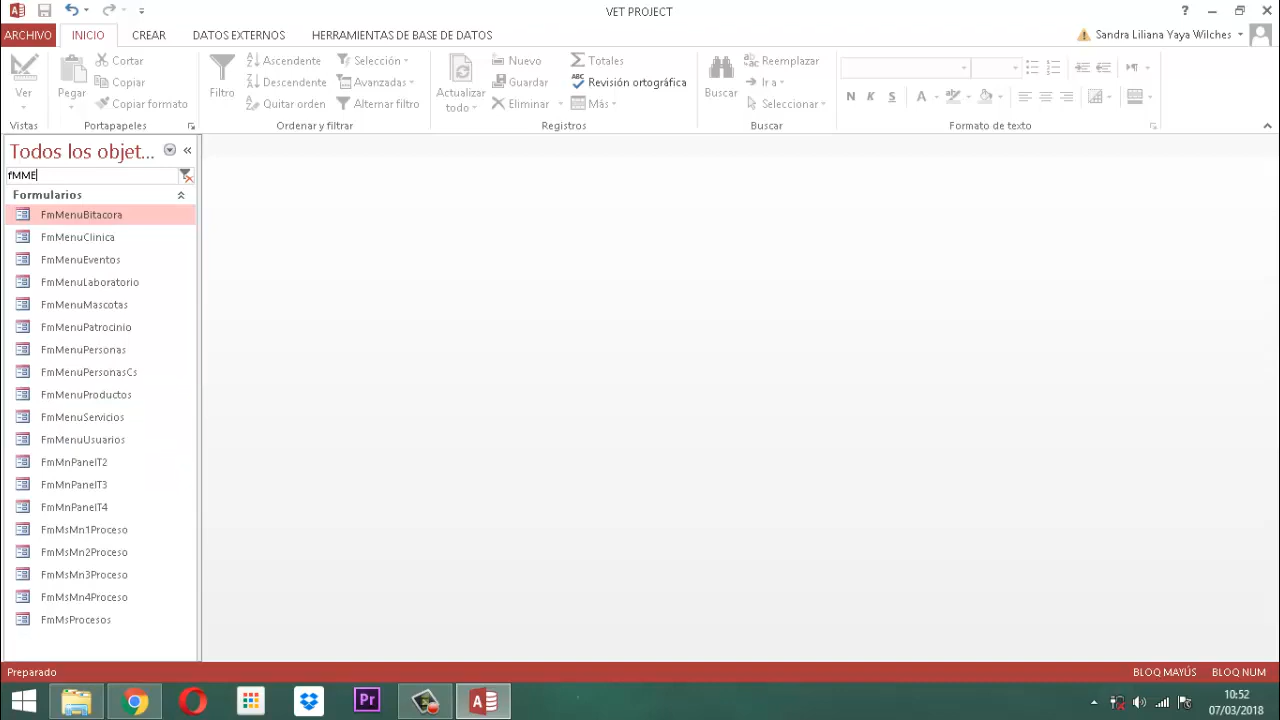 VET PROJECT
?
ARCHIVO INICIO CREAR DATOS EXTERNOS HERRAMIENTAS DE BASE DE DATOS
Sandra Liliana Yaya Wilches
Ver
Vistas
Pegar
Cortar
Copiar
Copiar formato
Portapapeles
Filtro
Ascendente
Descendente
Quitar orden
Selección
Avanzadas
Alternar filtro
Ordenar y filtrar
Actualizar
todo
Nuevo
Guardar
Eliminar
Totales
Revisión ortográfica
Más
Registros
Buscar
Reemplazar
Ir a
Seleccionar
Buscar
N K S A
Formato de texto
Todos los objet...
fMME
Formularios
FmMenuBitacora
FmMenuClinica
FmMenuEventos
FmMenuLaboratorio
FmMenuMascotas
FmMenuPatrocinio
FmMenuPersonas
FmMenuPersonasCs
FmMenuProductos
FmMenuServicios
FmMenuUsuarios
FmMnPanelT2
FmMnPanelT3
FmMnPanelT4
FmMsMn1Proceso
FmMsMn2Proceso
FmMsMn3Proceso
FmMsMn4Proceso
FmMsProcesos
Preparado
BLOQ MAYÚS BLOQ NUM
Pr
10:52
07/03/2018